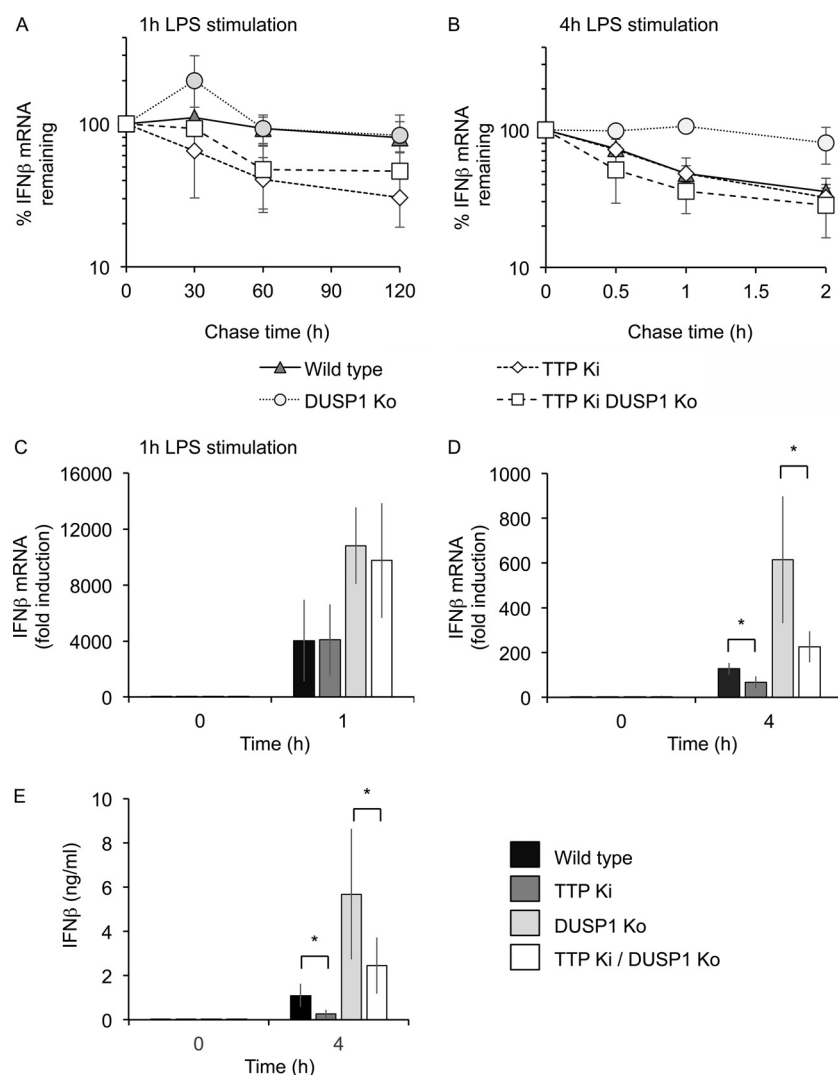 A 1h LPS stimulation
% IFNβ mRNA
remaining
100
10
0 30 60 90 120
Chase time (h)
B 4h LPS stimulation
% IFNβ mRNA
remaining
100
10
0 0.5 1 1.5 2
Chase time (h)
Wild type
DUSP1 Ko
TTP Ki
TTP Ki DUSP1 Ko
C 1h LPS stimulation
IFNβ mRNA
(fold induction)
16000
12000
8000
4000
0
0 1
Time (h)
D
IFNβ mRNA
(fold induction)
1000
800
600
400
200
0
*
*
0 4
Time (h)
E
IFNβ (ng/ml)
10
8
6
4
2
0
*
*
0 4
Time (h)
Wild type
TTP Ki
DUSP1 Ko
TTP Ki / DUSP1 Ko